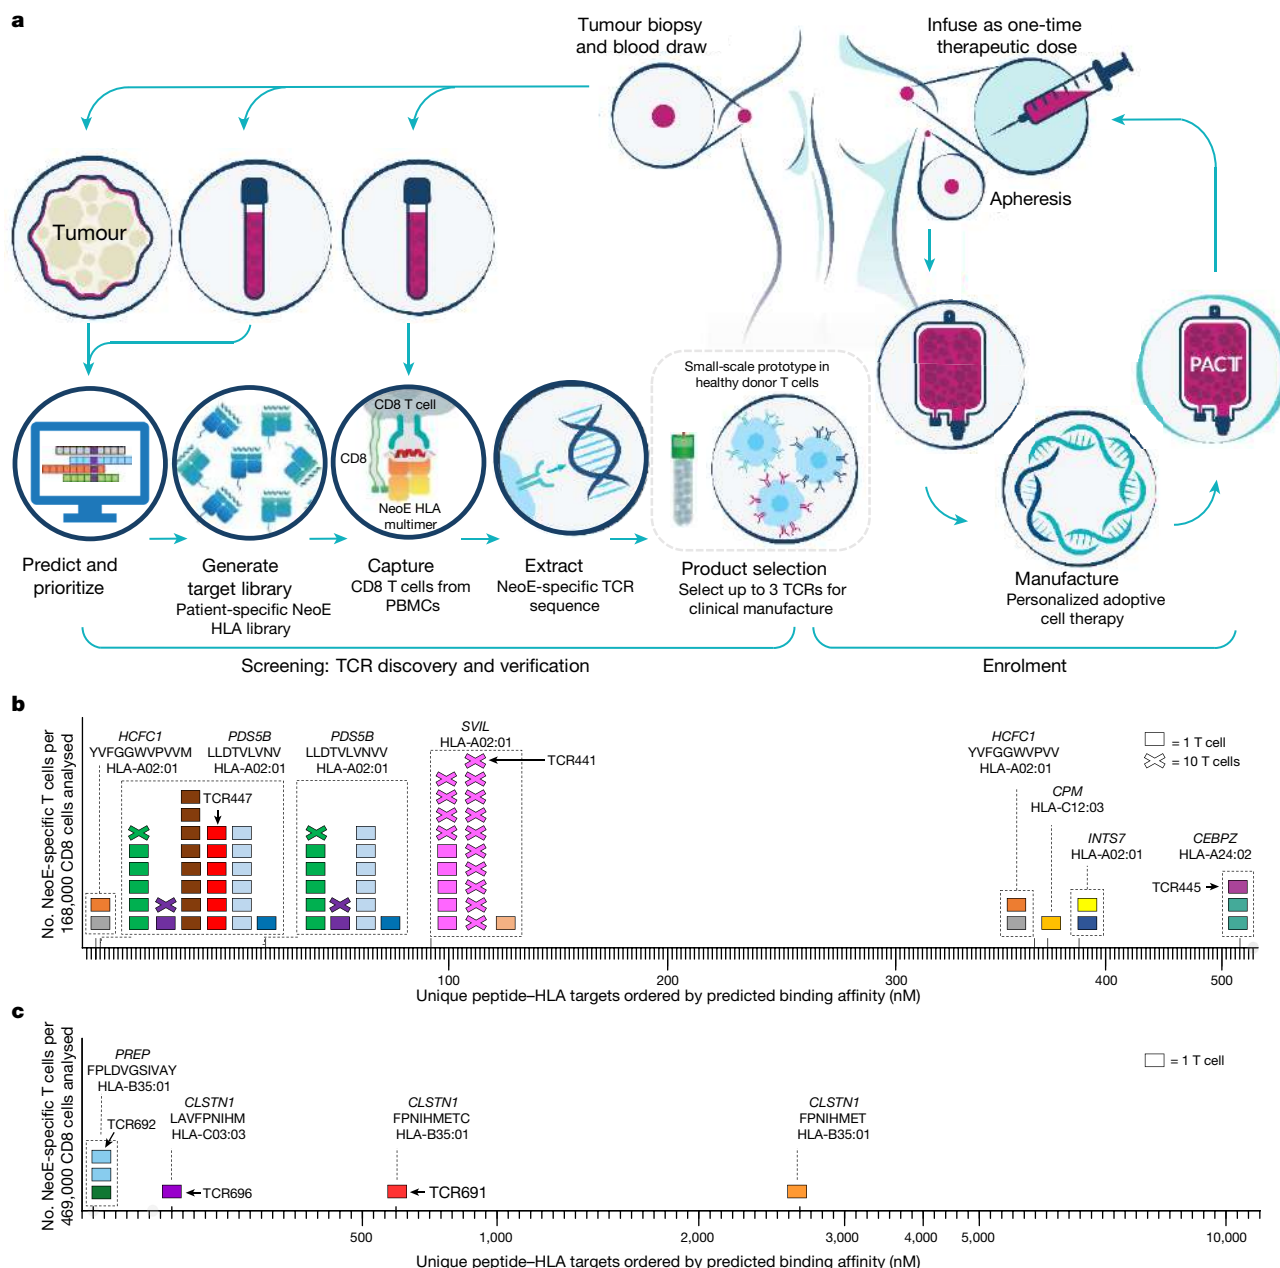 a
Tumour biopsy
and blood draw
Infuse as one-time
therapeutic dose
Apheresis
Tumour
PACT
Small-scale prototype in
healthy donor T cells
CD8 T cell
CD8
NeoE HLA
multimer
Predict and
prioritize
Generate
target library
Patient-specific NeoE
HLA library
Capture
CD8 T cells from
PBMCs
Extract
NeoE-specific TCR
sequence
Product selection
Select up to 3 TCRs for
clinical manufacture
Manufacture
Personalized adoptive
cell therapy
Screening: TCR discovery and verification
Enrolment
b
No. NeoE-specific T cells per
168,000 CD8 cells analysed
HCFC1
YVFGGWVPVVM
HLA-A02:01
PDS5B
LLDTVLVNV
HLA-A02:01
TCR447
PDS5B
LLDTVLVNVV
HLA-A02:01
SVIL
HLA-A02:01
TCR441
HCFC1
YVFGGWVPVV
HLA-A02:01
CPM
HLA-C12:03
INTS7
HLA-A02:01
CEBPZ
HLA-A24:02
TCR445
= 1 T cell
= 10 T cells
100
200
300
400
500
Unique peptide–HLA targets ordered by predicted binding affinity (nM)
c
No. NeoE-specific T cells per
469,000 CD8 cells analysed
PREP
FPLDVGSIVAY
HLA-B35:01
TCR692
CLSTN1
LAVFPNIHM
HLA-C03:03
TCR696
CLSTN1
FPNIHMETC
HLA-B35:01
TCR691
CLSTN1
FPNIHMET
HLA-B35:01
= 1 T cell
500
1,000
2,000
3,000
4,000
5,000
10,000
Unique peptide–HLA targets ordered by predicted binding affinity (nM)